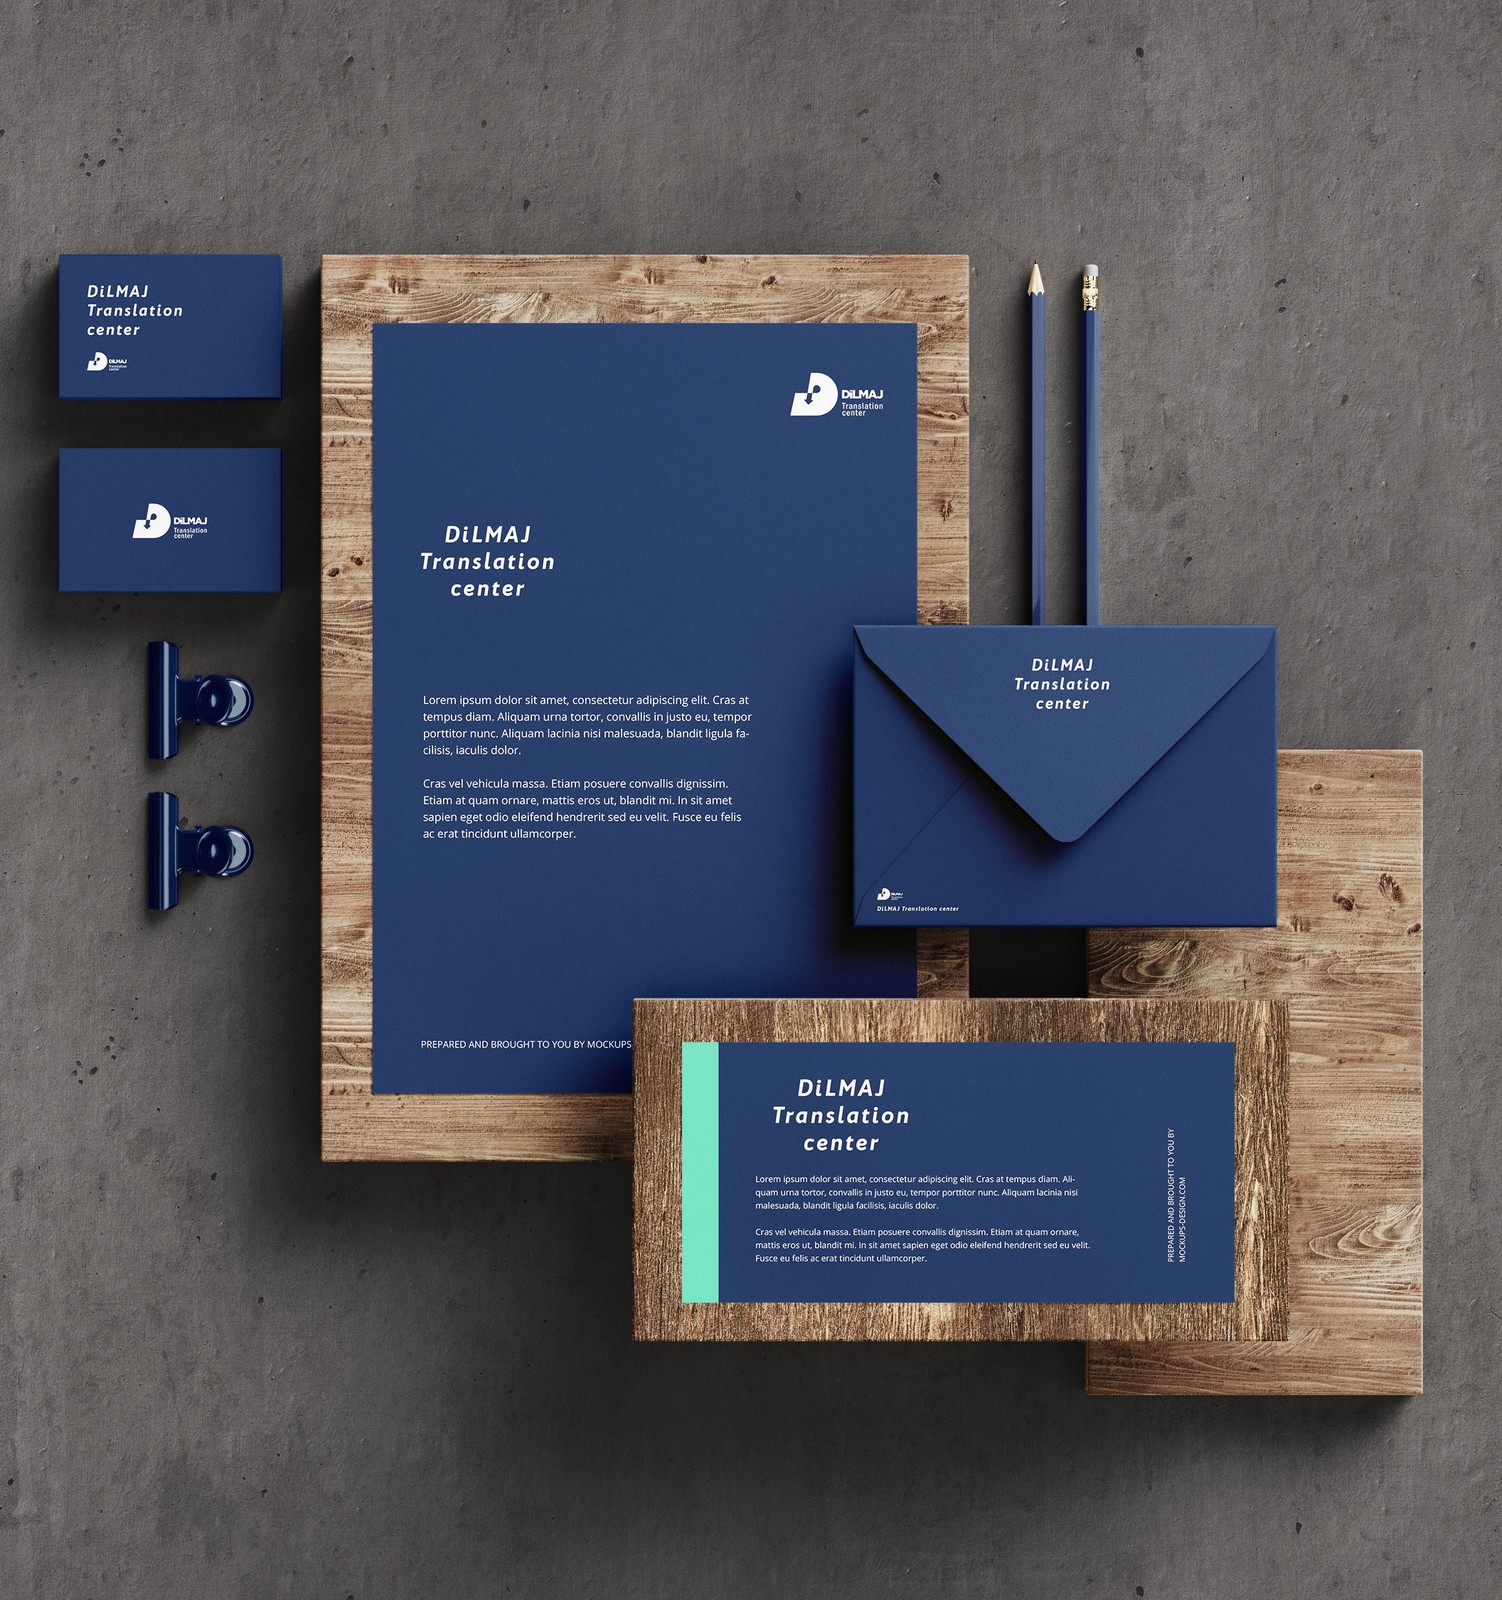 DiLMAJ
Translation
center
DiLMAJ
Translation
center
DiLMAJ
Translation
center
DiLMAJ
Translation
center
DiLMAJ
Translation
center
Lorem ipsum dolor sit amet, consectetur adipiscing elit. Cras at
tempus diam. Aliquam urna tortor, convallis in justo eu, tempor
porttitor nunc. Aliquam lacinia nisi malesuada, blandit ligula fa-
cilisis, iaculis dolor.
Cras vel vehicula massa. Etiam posuere convallis dignissim.
Etiam at quam ornare, mattis eros ut, blandit mi. In sit amet
sapien eget odio eleifend hendrerit sed eu velit. Fusce eu felis
ac erat tincidunt ullamcorper.
PREPARED AND BROUGHT TO YOU BY MOCKUPS
DiLMAJ
Translation
center
DiLMAJ
Translation
center
DiLMAJ Translation center
DiLMAJ
Translation
center
Lorem ipsum dolor sit amet, consectetur adipiscing elit. Cras at tempus diam. Ali-
quam urna tortor, convallis in justo eu, tempor porttitor nunc. Aliquam lacinia nisi
malesuada, blandit ligula facilisis, iaculis dolor.
Cras vel vehicula massa. Etiam posuere convallis dignissim. Etiam at quam ornare,
mattis eros ut, blandit mi. In sit amet sapien eget odio eleifend hendrerit sed eu velit.
Fusce eu felis ac erat tincidunt ullamcorper.
PREPARED AND BROUGHT TO YOU BY
MOCKUPS-DESIGN.COM